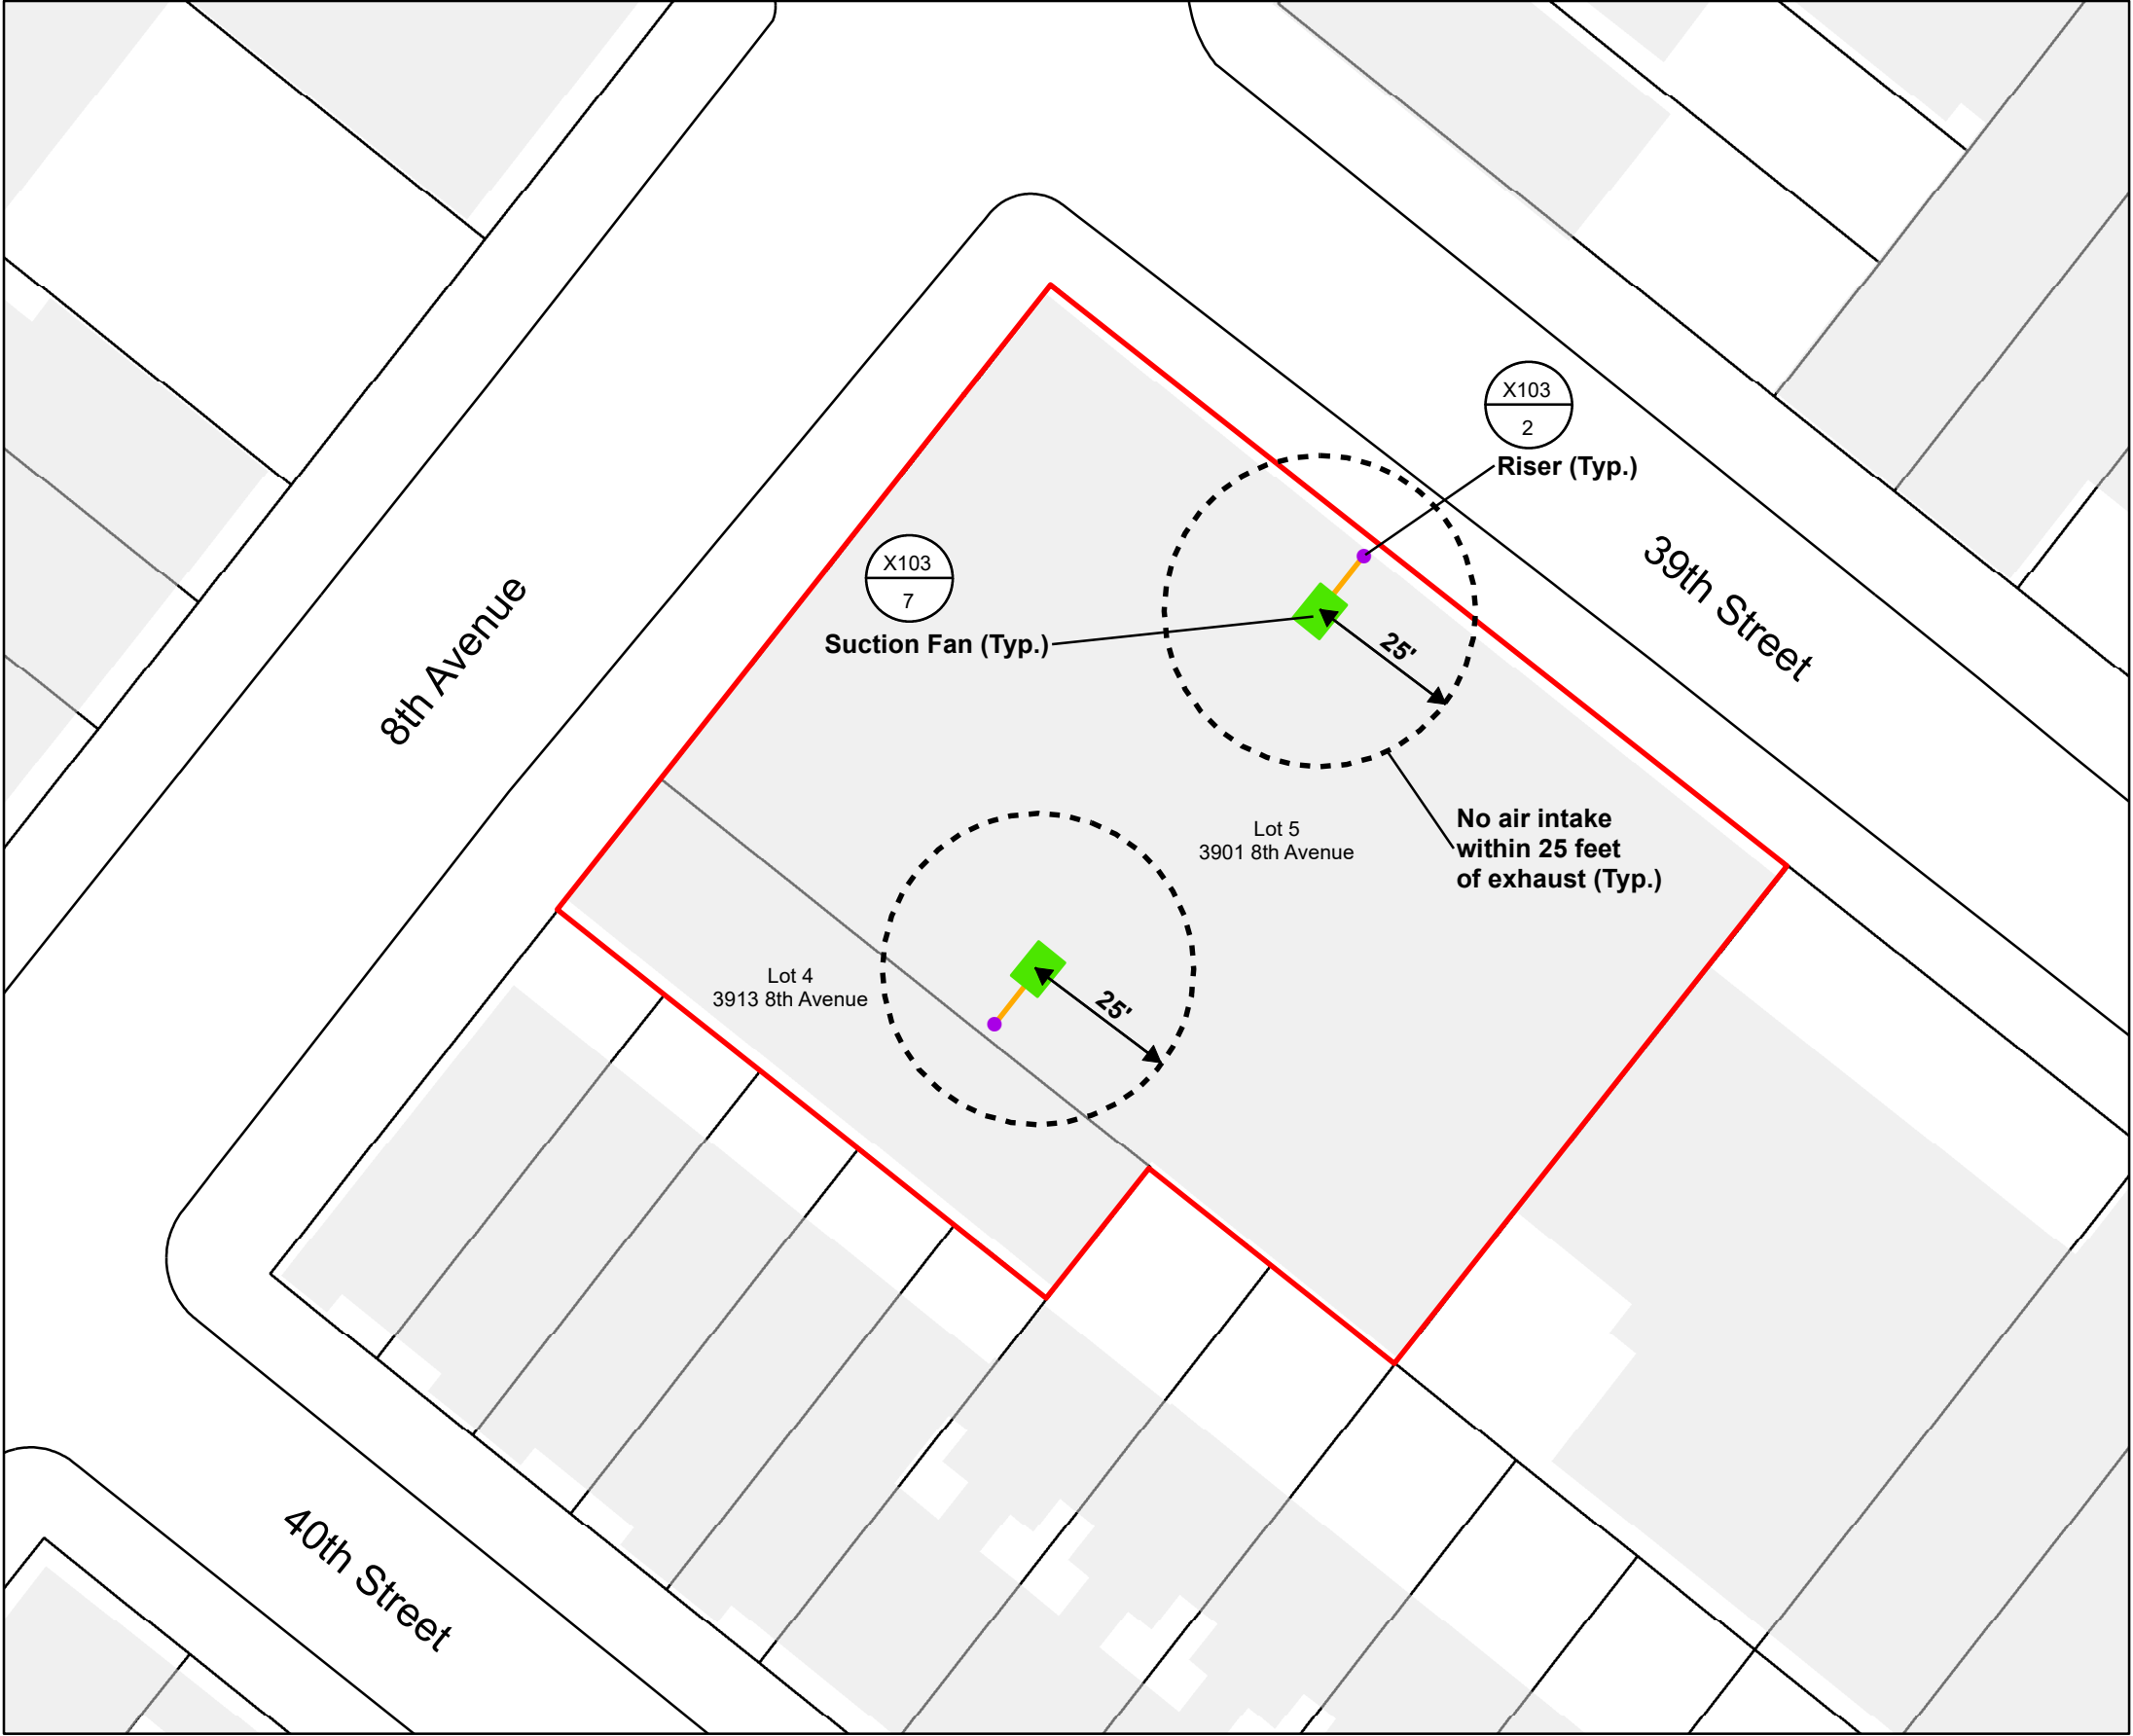 X103
2
Riser (Typ.)
39th Street
X103
7
Suction Fan (Typ.)
25'
8th Avenue
Lot 5
3901 8th Avenue
No air intake
within 25 feet
of exhaust (Typ.)
Lot 4
3913 8th Avenue
25'
40th Street